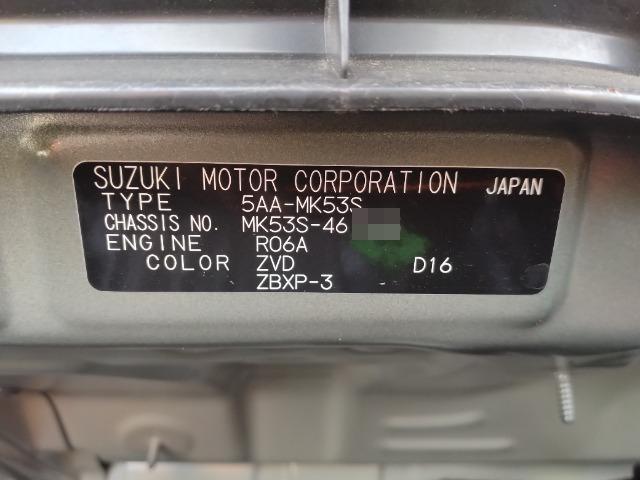 SUZUKI MOTOR CORPORATION JAPAN
TYPE 5AA-MK53S
CHASSIS NO. MK53S-46
ENGINE R06A
COLOR ZVD D16
ZBXP-3